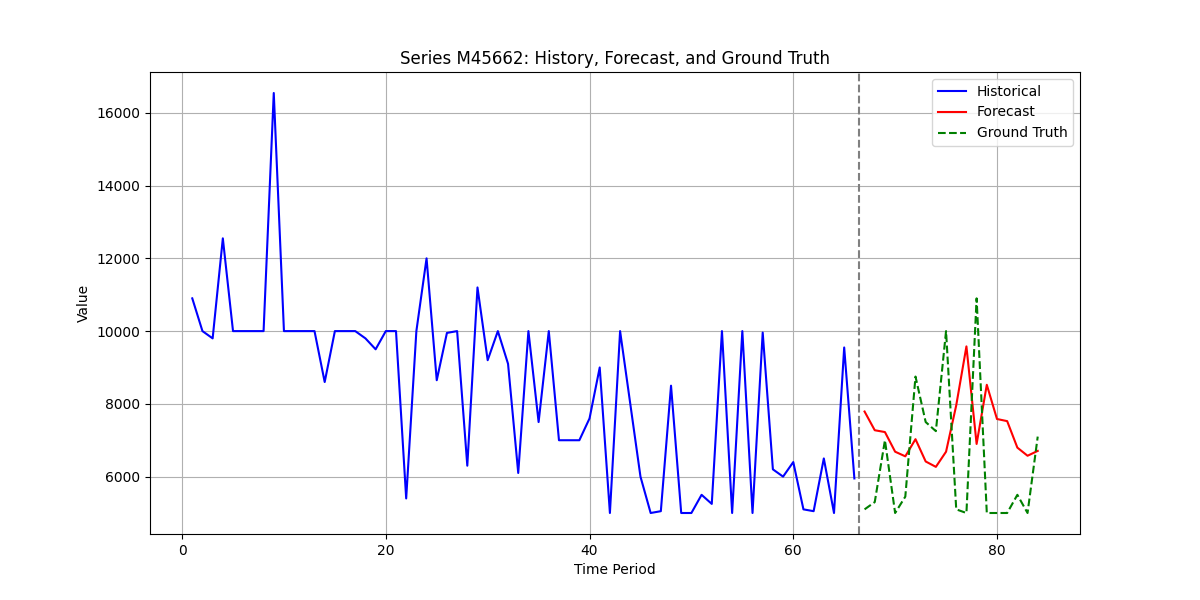 Series M45662: History, Forecast, and Ground Truth
Historical
Forecast
Ground Truth
16000
14000
12000
10000
8000
6000
Value
0
20
40
60
80
Time Period